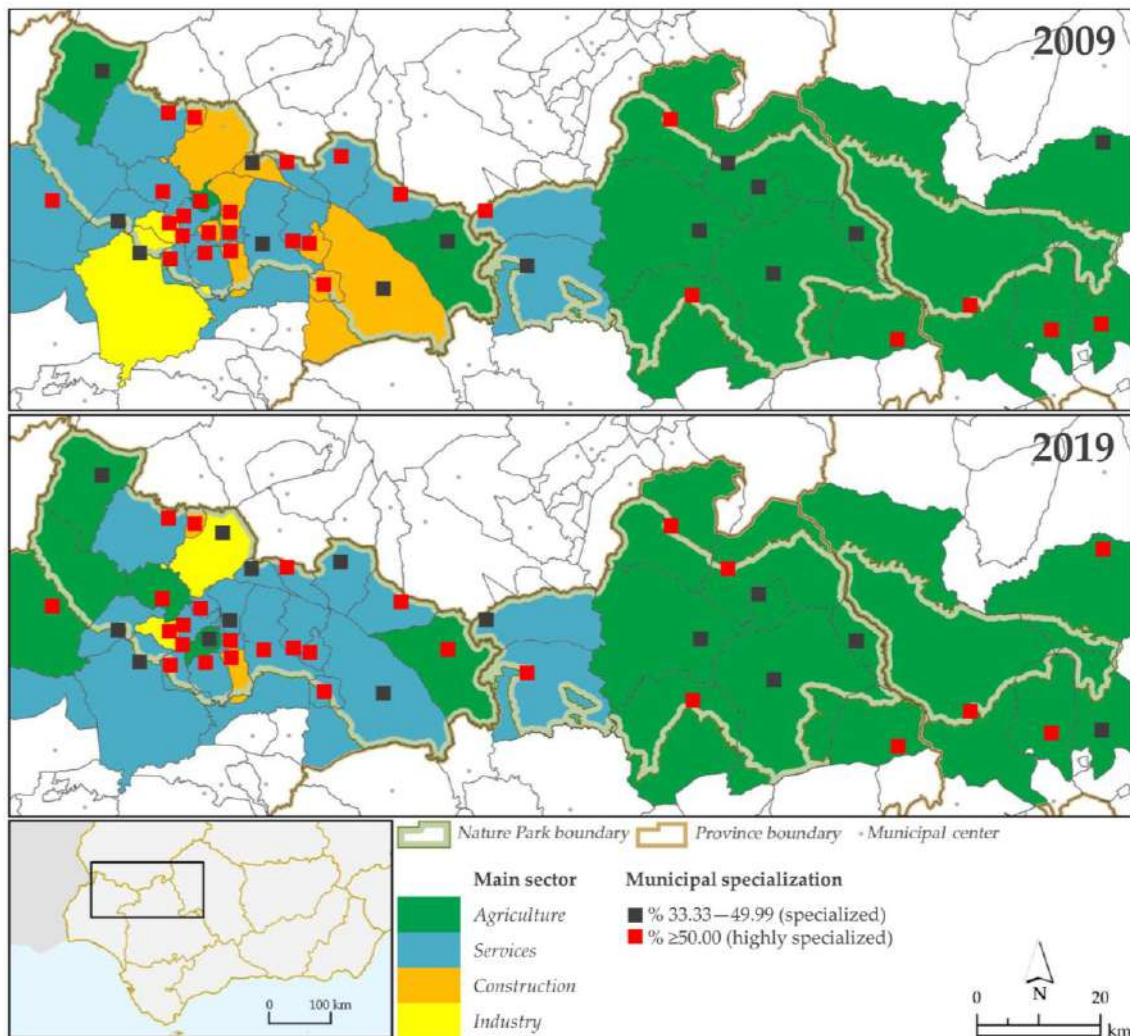 2009
2019
Nature Park boundary
Province boundary
Municipal center
Main sector
Municipal specialization
Agriculture
% 33.33—49.99 (specialized)
Services
% ≥50.00 (highly specialized)
Construction
Industry
0 100 km
N
0 20
km